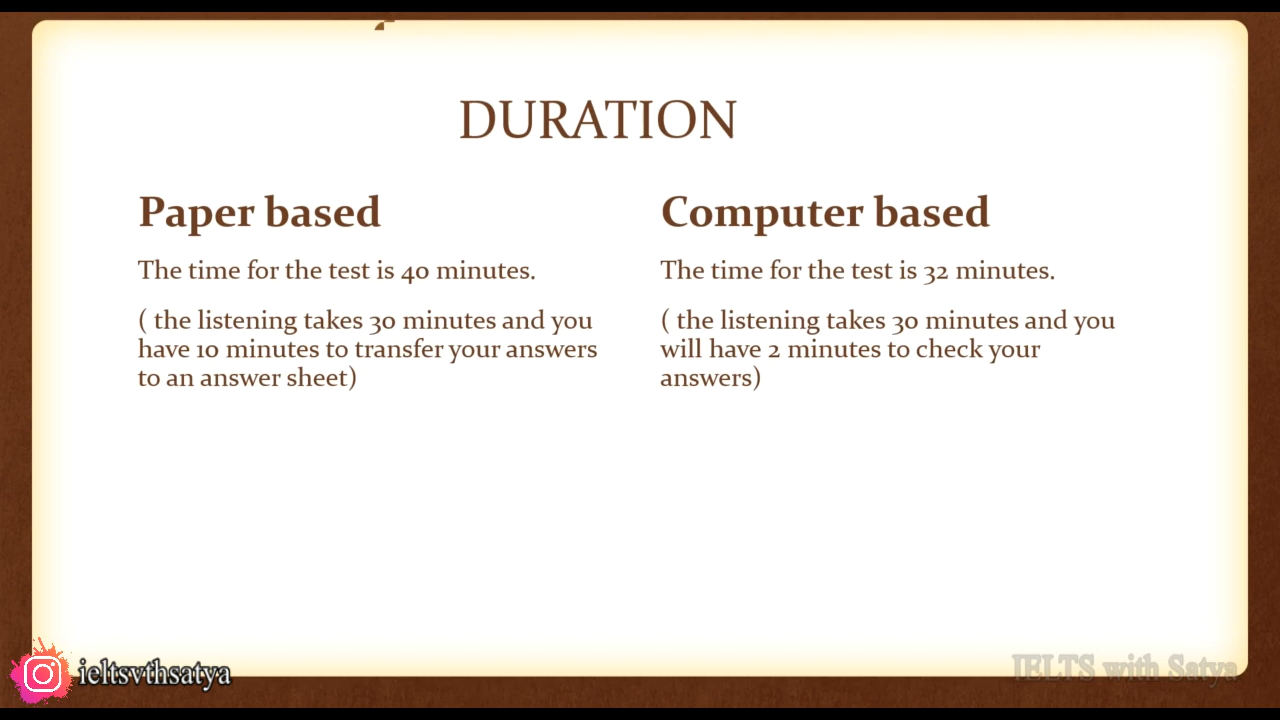 DURATION
Paper based
The time for the test is 40 minutes.
( the listening takes 30 minutes and you
have 10 minutes to transfer your answers
to an answer sheet)
Computer based
The time for the test is 32 minutes.
( the listening takes 30 minutes and you
will have 2 minutes to check your
answers)
ieltsvthsatya
IELTS with Satya